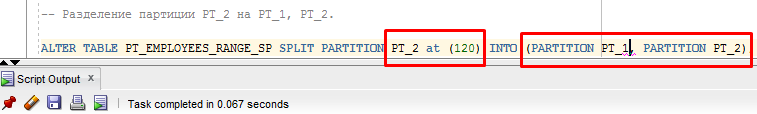 -- Разделение партиции PT_2 на PT_1, PT_2.
ALTER TABLE PT_EMPLOYEES_RANGE_SP SPLIT PARTITION PT_2 at (120) INTO (PARTITION PT_1, PARTITION PT_2)
Script Output x
Task completed in 0.067 seconds